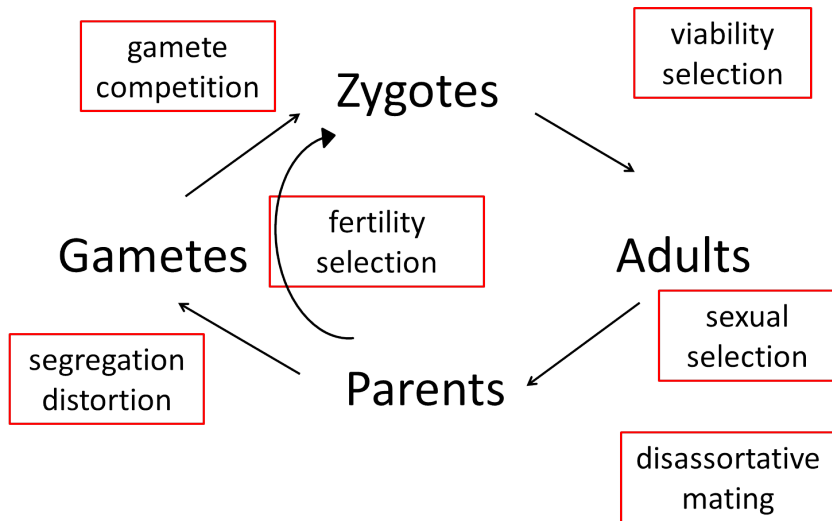 gamete
competition
Zygotes
viability
selection
Gametes
fertility
selection
Adults
segregation
distortion
Parents
sexual
selection
disassortative
mating